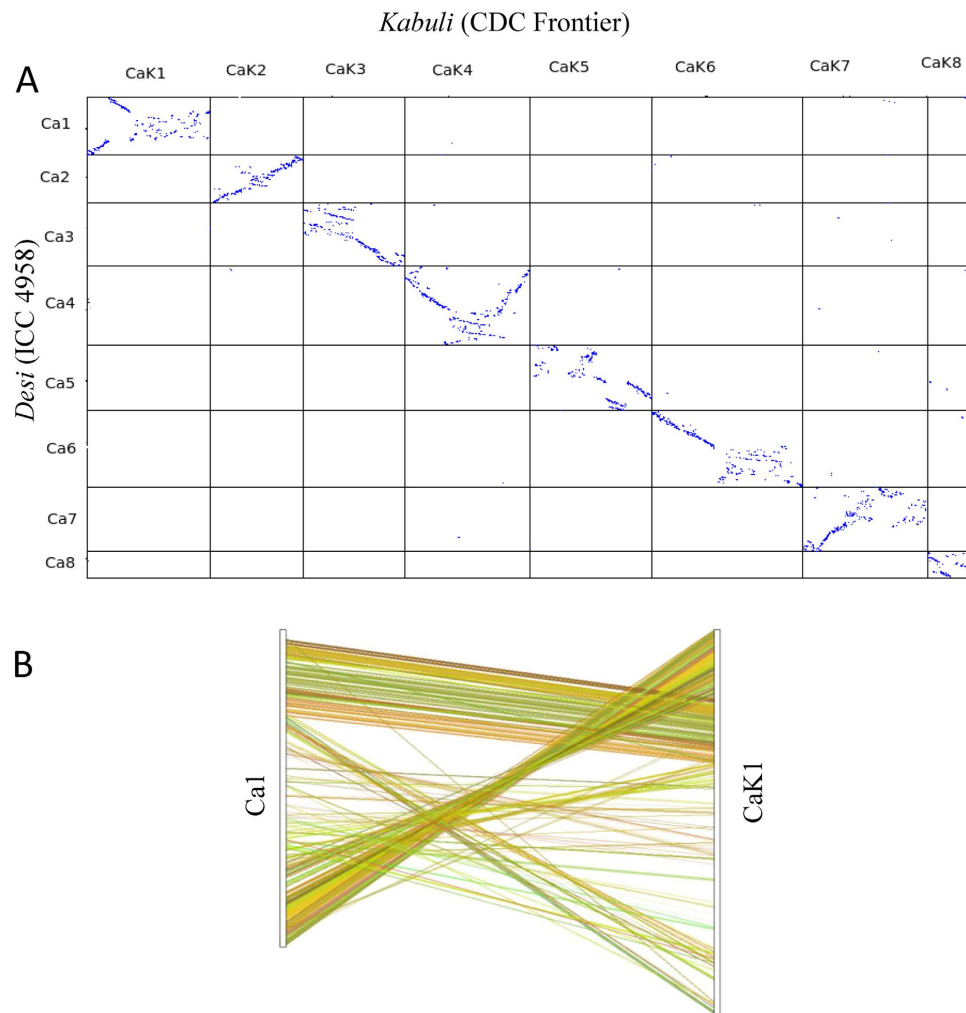 Kabuli (CDC Frontier)
A
CaK1 CaK2 CaK3 CaK4 CaK5 CaK6 CaK7 CaK8
Desi (ICC 4958)
Ca1
Ca2
Ca3
Ca4
Ca5
Ca6
Ca7
Ca8
B
Ca1
CaK1